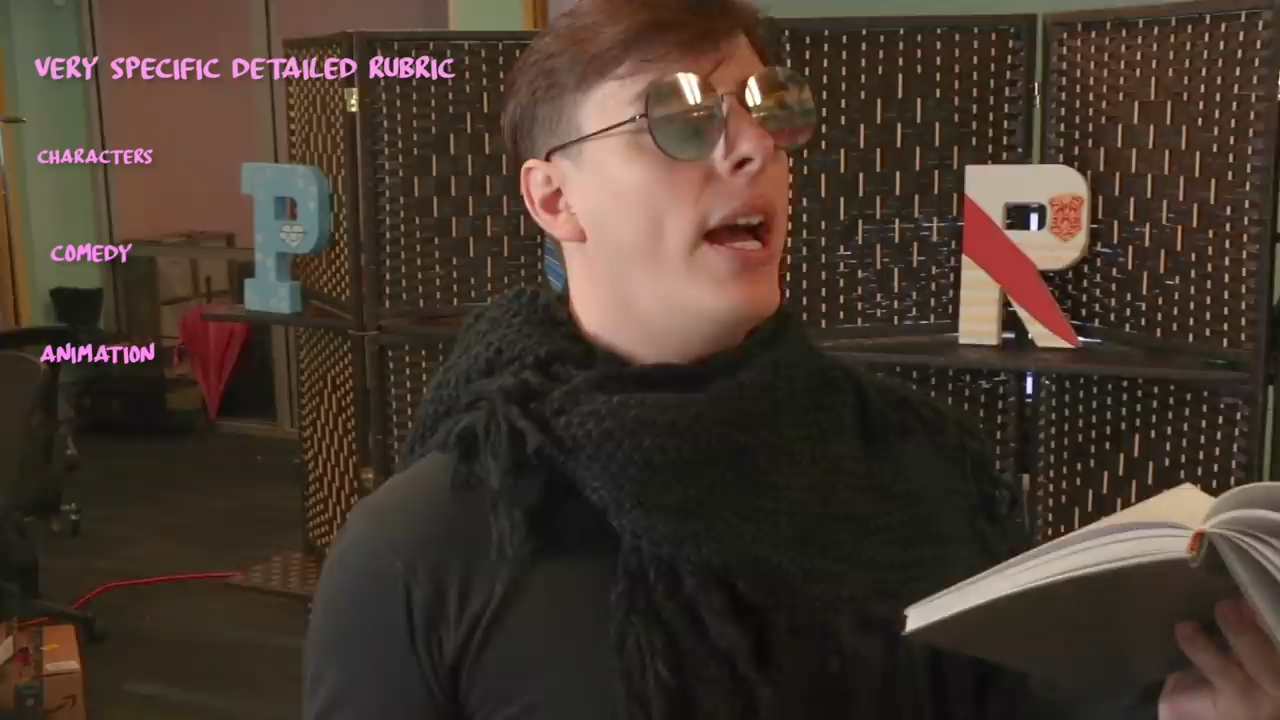 VERY SPECIFIC DETAILED RUBRIC
CHARACTERS
P
R
COMEDY
ANIMATION